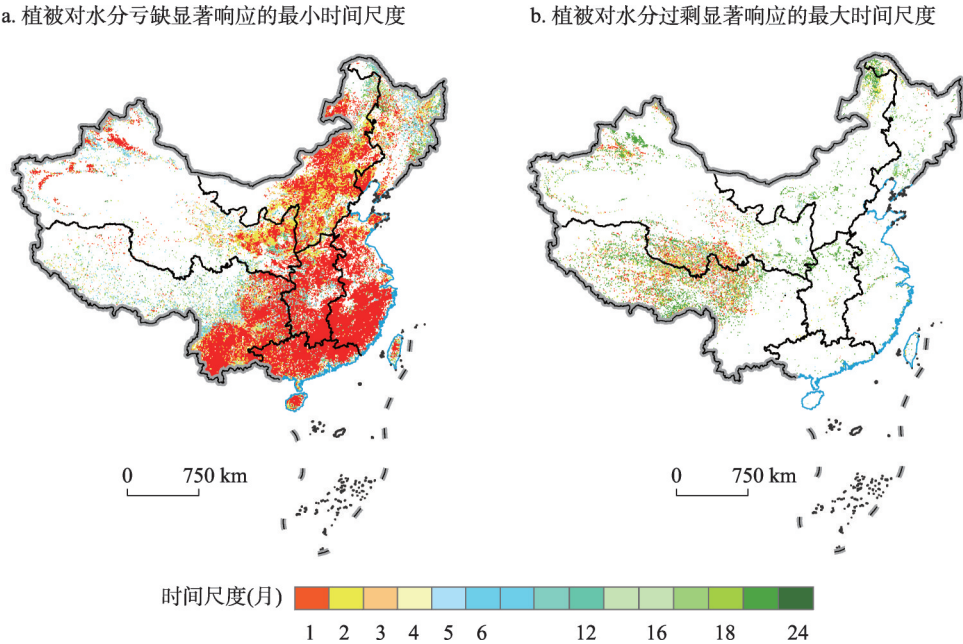 a. 植被对水分亏缺显著响应的最小时间尺度
b. 植被对水分过剩显著响应的最大时间尺度
0 750 km
0 750 km
时间尺度(月)
1 2 3 4 5 6 12 16 18 24